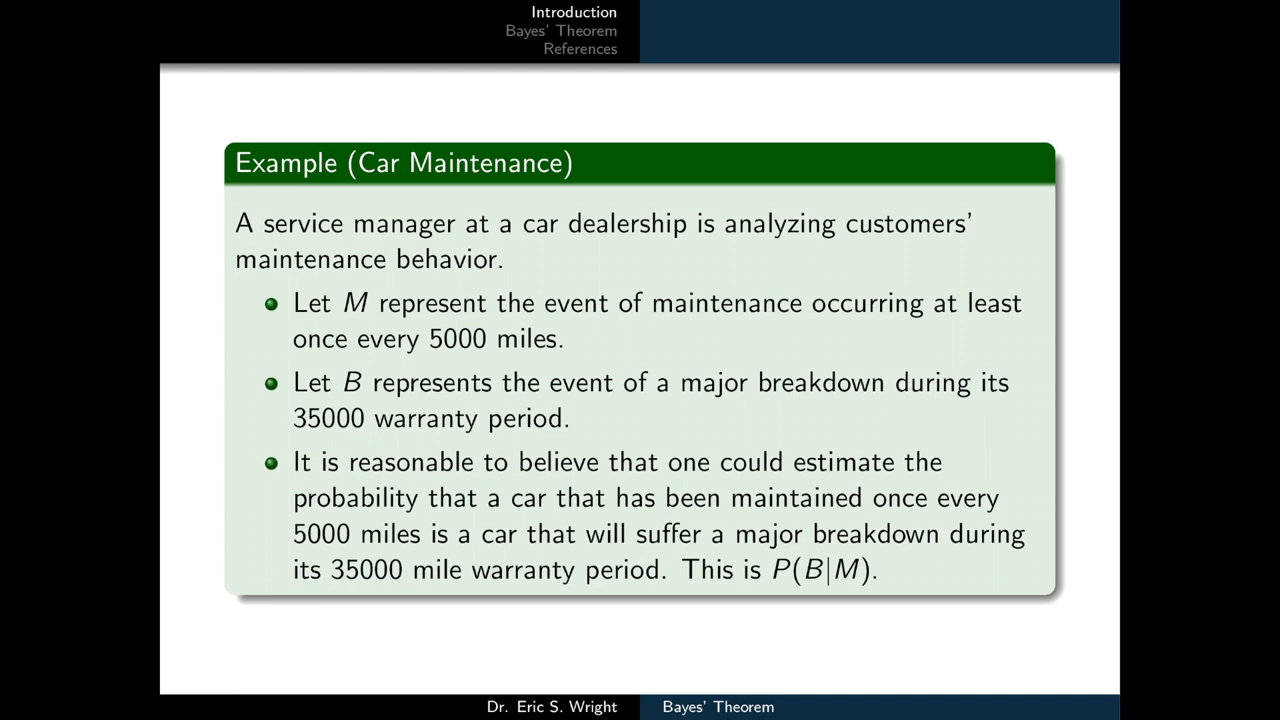 Introduction
Bayes' Theorem
References
Example (Car Maintenance)
A service manager at a car dealership is analyzing customers'
maintenance behavior.
Let M represent the event of maintenance occurring at least
once every 5000 miles.
Let B represents the event of a major breakdown during its
35000 warranty period.
It is reasonable to believe that one could estimate the
probability that a car that has been maintained once every
5000 miles is a car that will suffer a major breakdown during
its 35000 mile warranty period. This is P(B|M).
Dr. Eric S. Wright
Bayes' Theorem